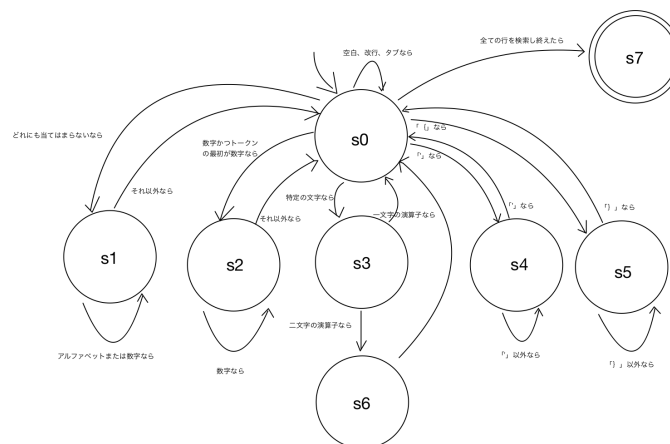 全ての行を検索し終えたら
空白、改行、タブなら
s7
どれにも当てはまらないなら
数字かつトークン
の最初が数字なら
s0
「 {」なら
「'」なら
それ以外なら
それ以外なら
特定の文字なら
一文字の演算子なら
「'」なら
「} 」なら
s1
s2
s3
s4
s5
二文字の演算子なら
アルファベットまたは数字なら
数字なら
「'」以外なら
「} 」以外なら
s6